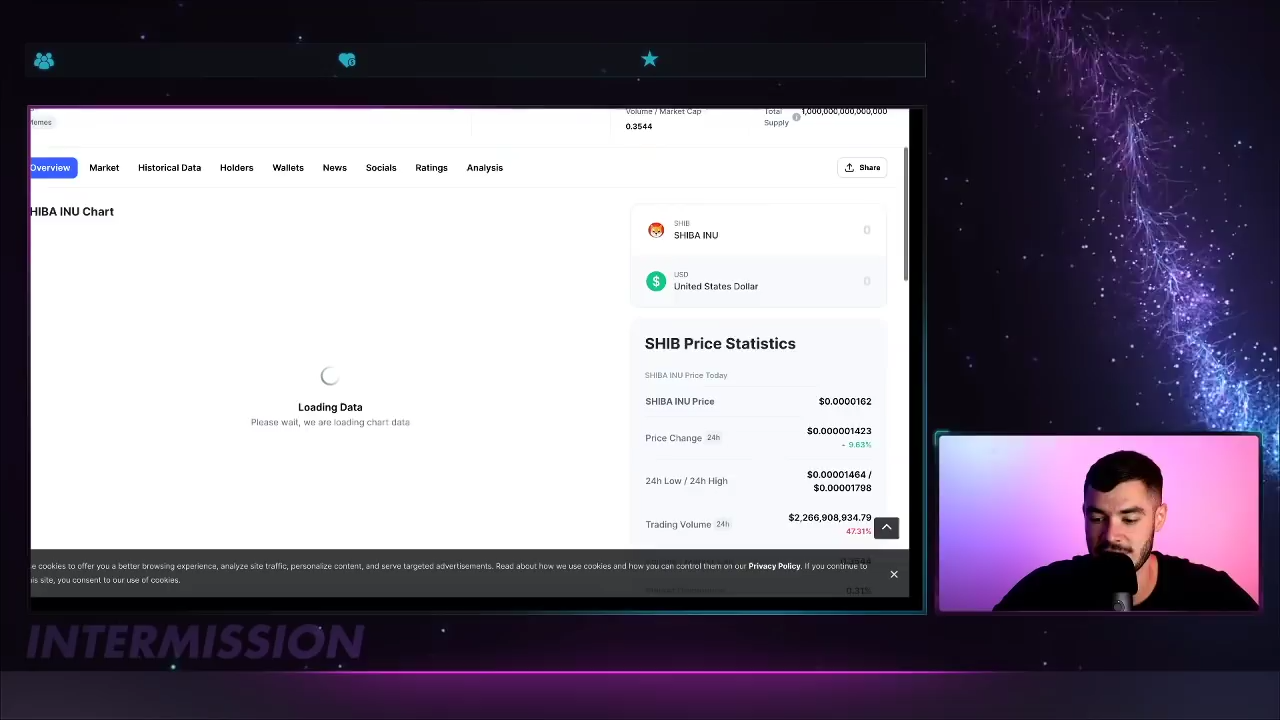 Memes
Volume / Market Cap
0.3544
Total
Supply
1,000,000,000,000,000
Overview
Market
Historical Data
Holders
Wallets
News
Socials
Ratings
Analysis
Share
HIBA INU Chart
SHIB
SHIBA INU
0
USD
United States Dollar
0
Loading Data
Please wait, we are loading chart data
SHIB Price Statistics
SHIBA INU Price Today
SHIBA INU Price
$0.0000162
Price Change 24h
$0.000001423
9.63%
24h Low / 24h High
$0.00001464 /
$0.00001798
Trading Volume 24h
$2,266,908,934.79
47.31%
e cookies to offer you a better browsing experience, analyze site traffic, personalize content, and serve targeted advertisements. Read about how we use cookies and how you can control them on our Privacy Policy. If you continue to
is site, you consent to our use of cookies.
0.31%
INTERMISSION